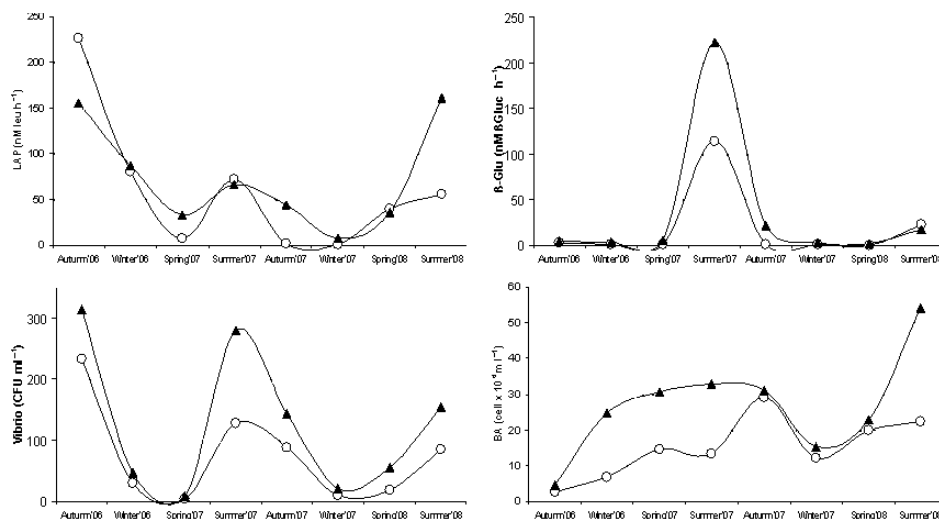 250
200
150
100
50
0
LAP (nM leu h⁻¹)
Autumn'06 Winter'06 Spring'07 Summer'07 Autumn'07 Winter'07 Spring'08 Summer'08
250
200
150
100
50
0
ß-Glu (nMßGluc h⁻¹)
Autumn'06 Winter'06 Spring'07 Summer'07 Autumn'07 Winter'07 Spring'08 Summer'08
300
200
100
0
Vibrio (CFU ml⁻¹)
Autumn'06 Winter'06 Spring'07 Summer'07 Autumn'07 Winter'07 Spring'08 Summer'08
60
50
40
30
20
10
0
BA (cell x ml⁻¹)
Autumn'06 Winter'06 Spring'07 Summer'07 Autumn'07 Winter'07 Spring'08 Summer'08